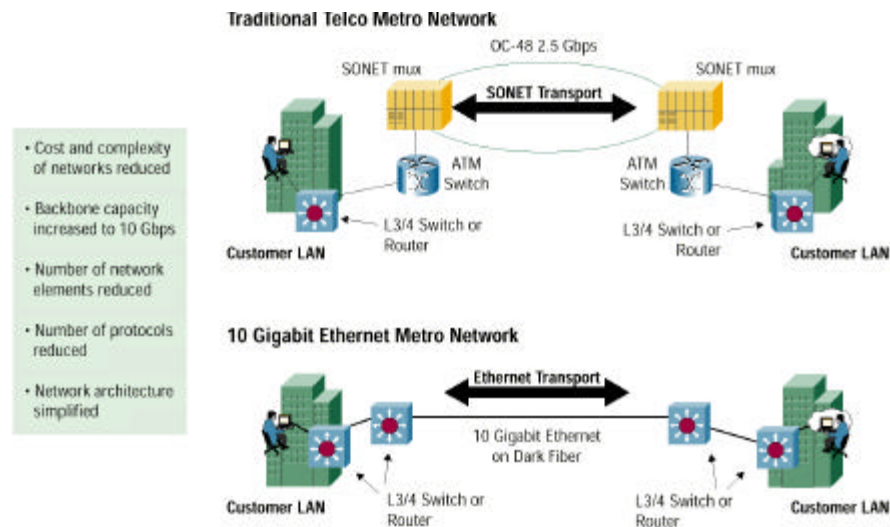 Traditional Telco Metro Network
OC-48 2.5 Gbps
SONET mux
SONET mux
SONET Transport
ATM
Switch
ATM
Switch
L3/4 Switch or
Router
L3/4 Switch or
Router
Customer LAN
Customer LAN
• Cost and complexity
of networks reduced
• Backbone capacity
increased to 10 Gbps
• Number of network
elements reduced
• Number of protocols
reduced
• Network architecture
simplified
10 Gigabit Ethernet Metro Network
Ethernet Transport
10 Gigabit Ethernet
on Dark Fiber
Customer LAN
L3/4 Switch or
Router
L3/4 Switch or
Router
Customer LAN